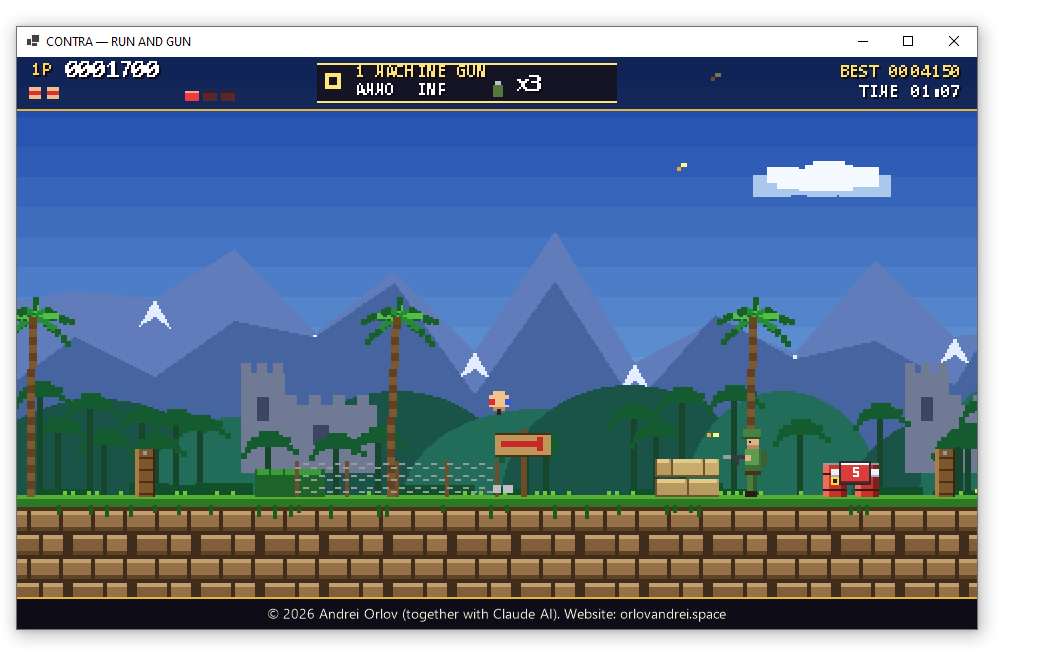 CONTRA — RUN AND GUN
1P 0001700
1 MACHINE GUN
AMMO INF x3
BEST 0004150
TIME 01:07
S
© 2026 Andrei Orlov (together with Claude AI). Website: orlovandrei.space